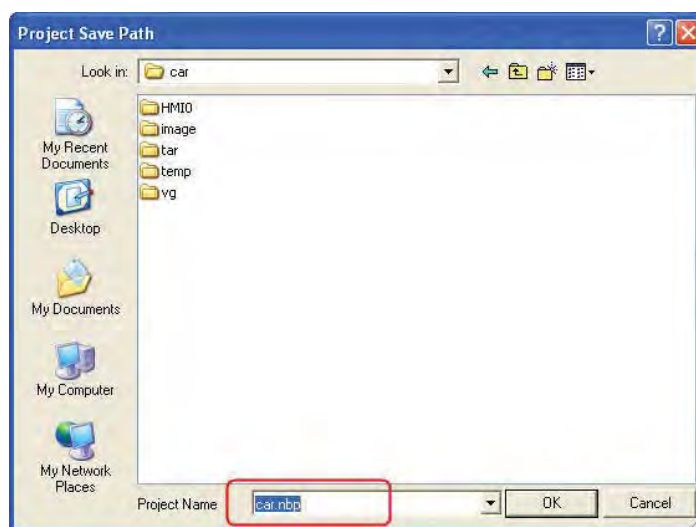 Project Save Path
Look in: car
HMI0
image
tar
temp
vg
My Recent
Documents
Desktop
My Documents
My Computer
My Network
Places
Project Name car.nbp OK Cancel